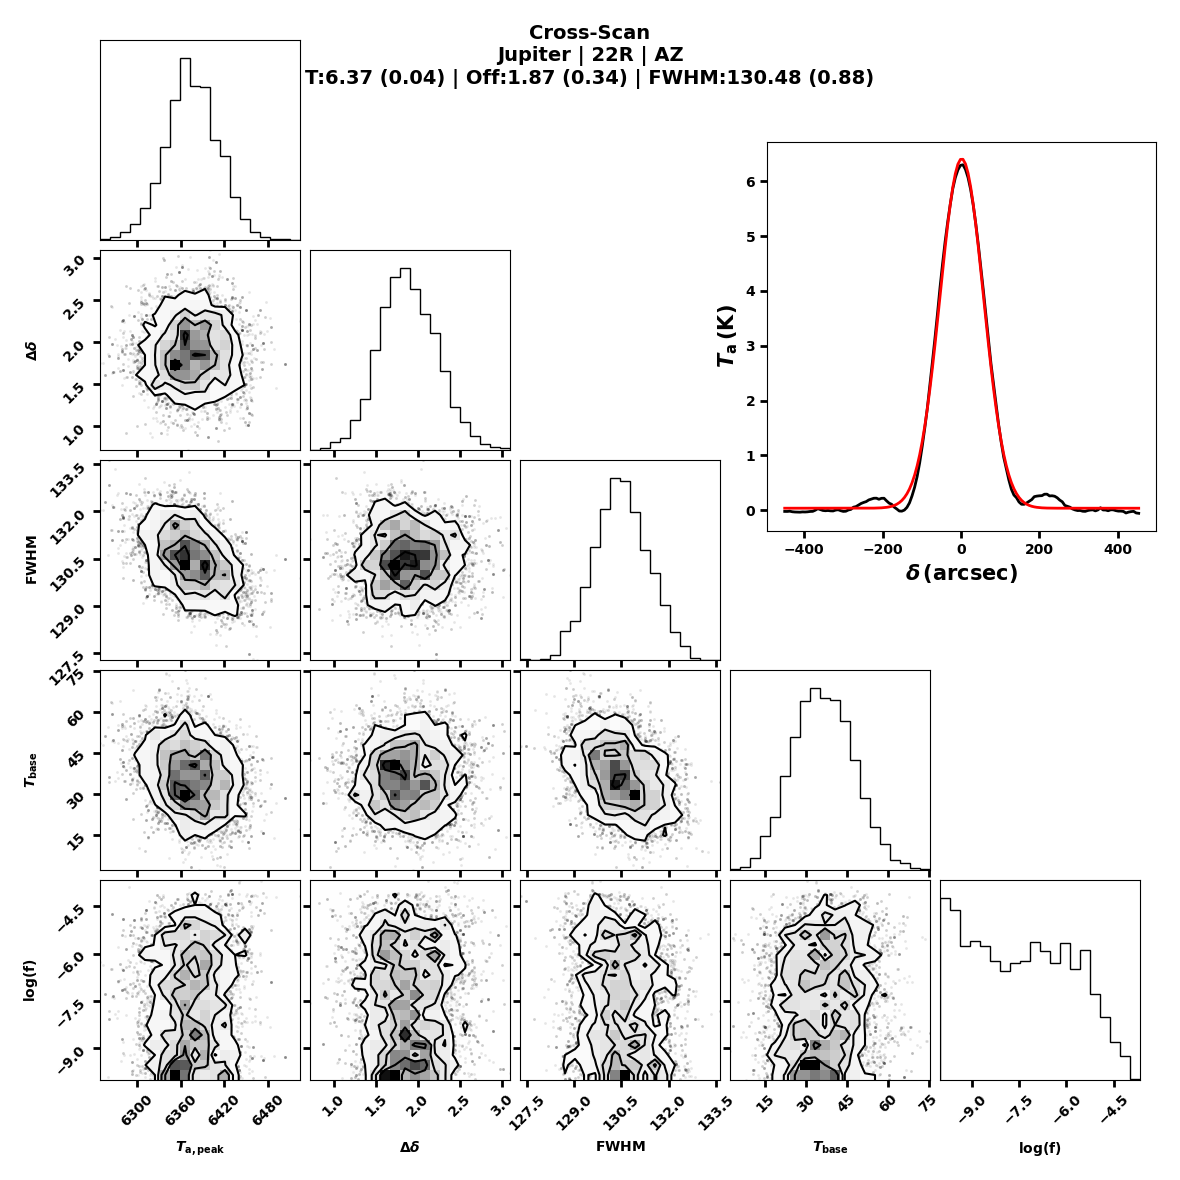 Cross-Scan
Jupiter | 22R | AZ
T:6.37 (0.04) | Off:1.87 (0.34) | FWHM:130.48 (0.88)
6
5
4
3
2
1
0
Ta (K)
−400 −200 0 200 400
δ (arcsec)
3.0
2.5
2.0
1.5
1.0
Δδ
133.5
132.0
130.5
129.0
127.5
FWHM
75
60
45
30
15
Tbase
−4.5
−6.0
−7.5
−9.0
log(f)
6300 6360 6420 6480 1.0 1.5 2.0 2.5 3.0 127.5 129.0 130.5 132.0 133.5 15 30 45 60 75 −9.0 −7.5 −6.0 −4.5
Ta,peak Δδ FWHM Tbase log(f)